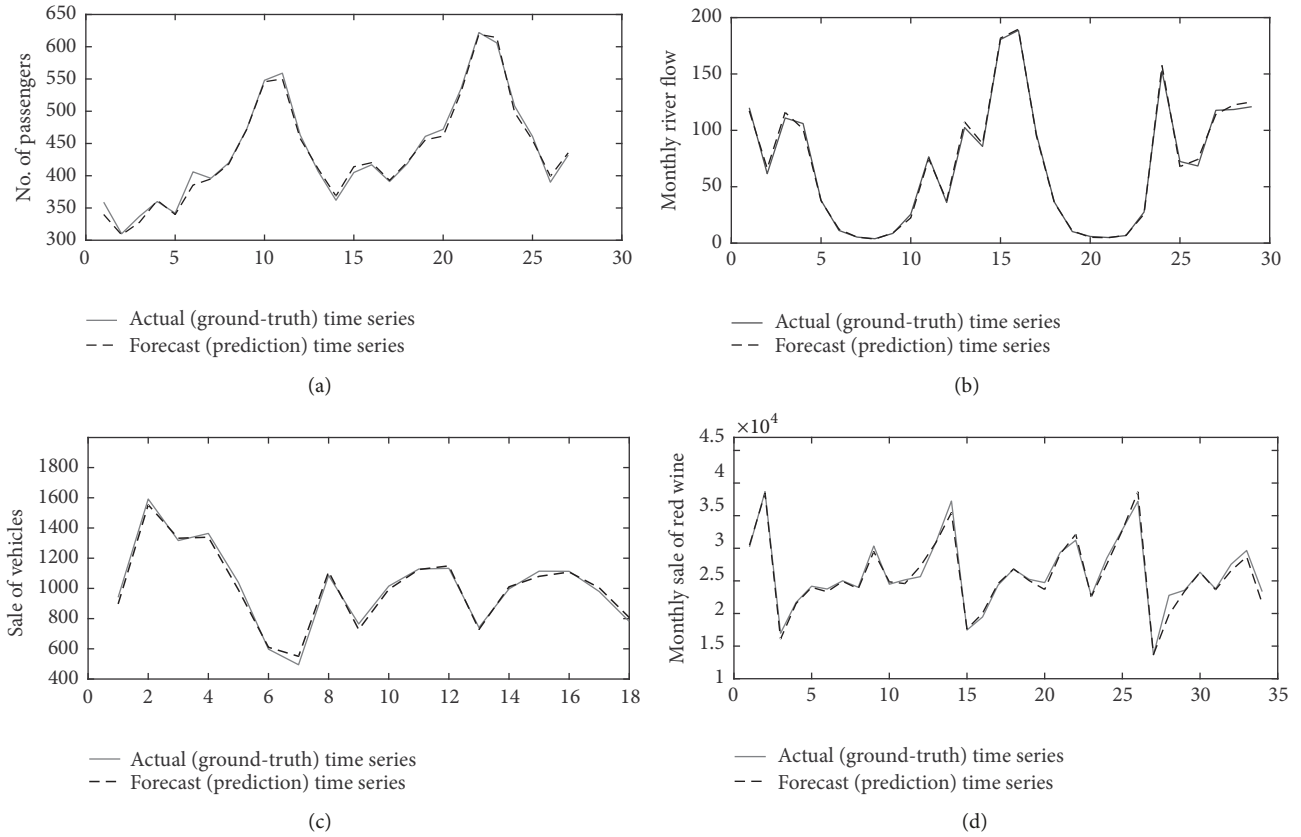 No. of passengers
650
600
550
500
450
400
350
300
0 5 10 15 20 25 30
Actual (ground-truth) time series
Forecast (prediction) time series
(a)
Monthly river flow
200
150
100
50
0
0 5 10 15 20 25 30
Actual (ground-truth) time series
Forecast (prediction) time series
(b)
Sale of vehicles
1800
1600
1400
1200
1000
800
600
400
0 2 4 6 8 10 12 14 16 18
Actual (ground-truth) time series
Forecast (prediction) time series
(c)
Monthly sale of red wine
×10⁴
4.5
3.5
3
2.5
2
1.5
1
0 5 10 15 20 25 30 35
Actual (ground-truth) time series
Forecast (prediction) time series
(d)